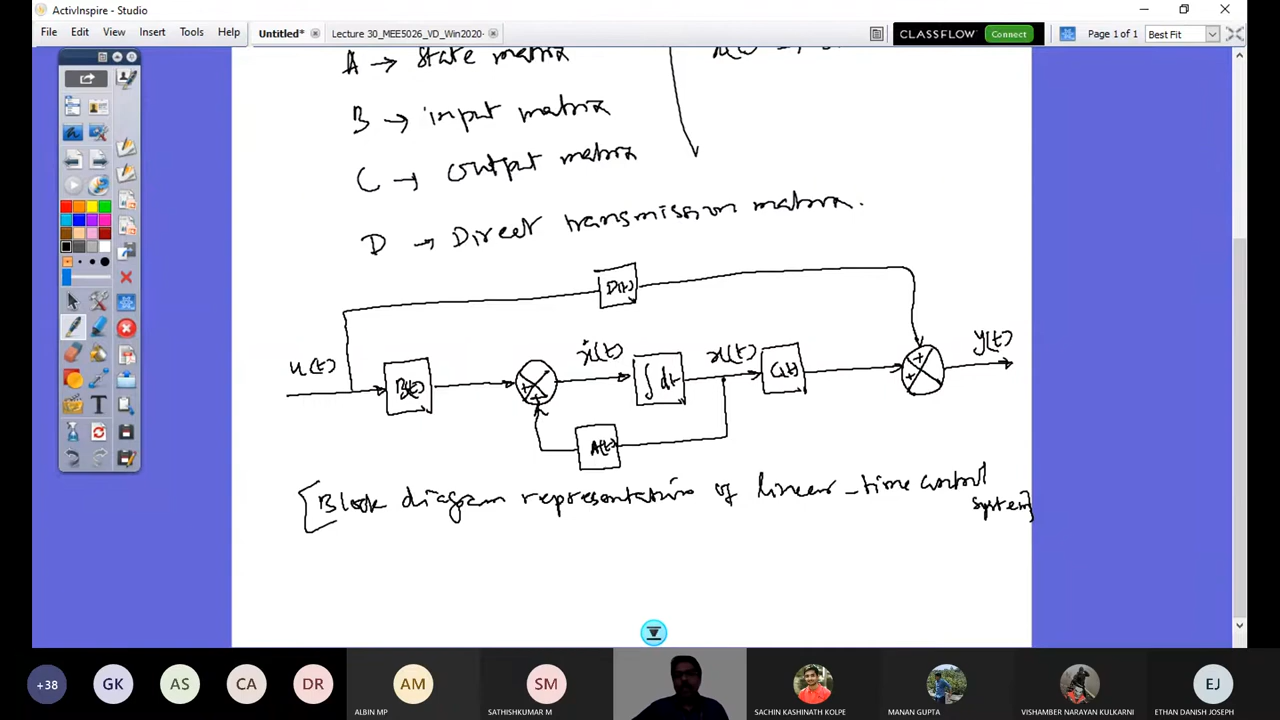 ActivInspire - Studio
File Edit View Insert Tools Help
Untitled* Lecture 30_MEE5026_VD_Win2020-
CLASSFLOW Connect Page 1 of 1 Best Fit
A → state matrix
B → input matrix
C → output matrix
D → Direct transmission matrix.
D(t)
u(t) B(t) ẋ(t) ∫dt x(t) C(t) y(t)
+ +
+ +
A(t)
[Block diagram representation of linear-time control
system]
+38 GK AS CA DR AM SM EJ
ALBIN MP SATHISHKUMAR M SACHIN KASHINATH KOLPE MANAN GUPTA VISHAMBER NARAYAN KULKARNI ETHAN DANISH JOSEPH